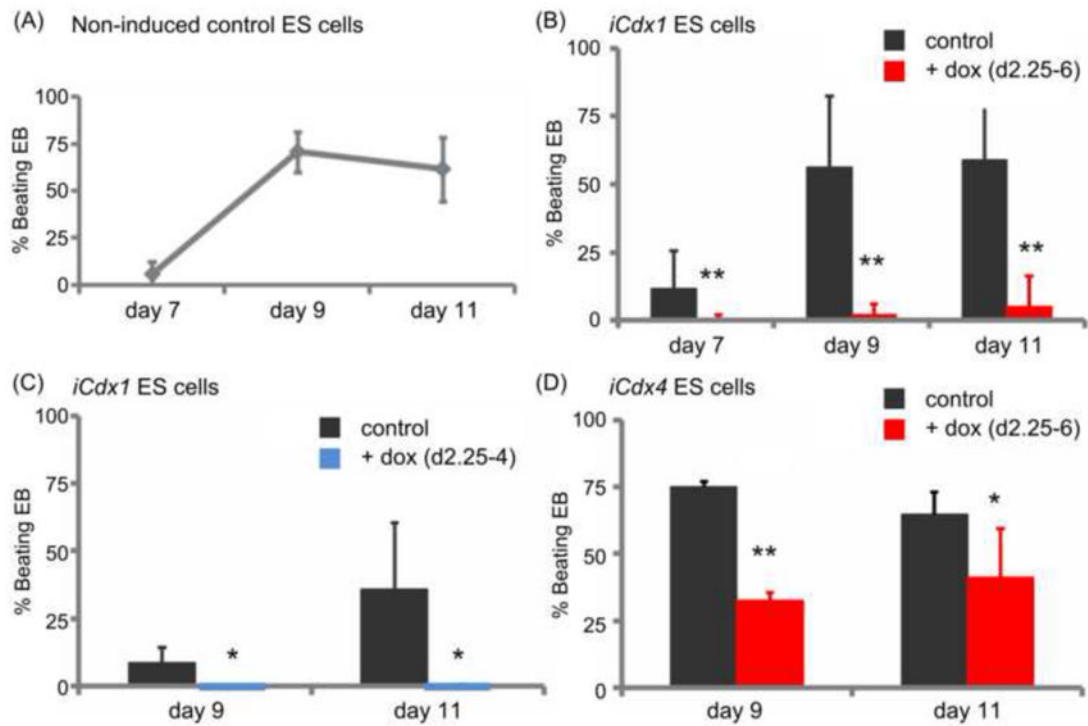 (A) Non-induced control ES cells
% Beating EB
100
75
50
25
0
day 7 day 9 day 11
(B) iCdx1 ES cells
control
+ dox (d2.25-6)
% Beating EB
100
75
50
25
0
** ** **
day 7 day 9 day 11
(C) iCdx1 ES cells
control
+ dox (d2.25-4)
% Beating EB
100
75
50
25
0
* *
day 9 day 11
(D) iCdx4 ES cells
control
+ dox (d2.25-6)
% Beating EB
100
75
50
25
0
** *
day 9 day 11